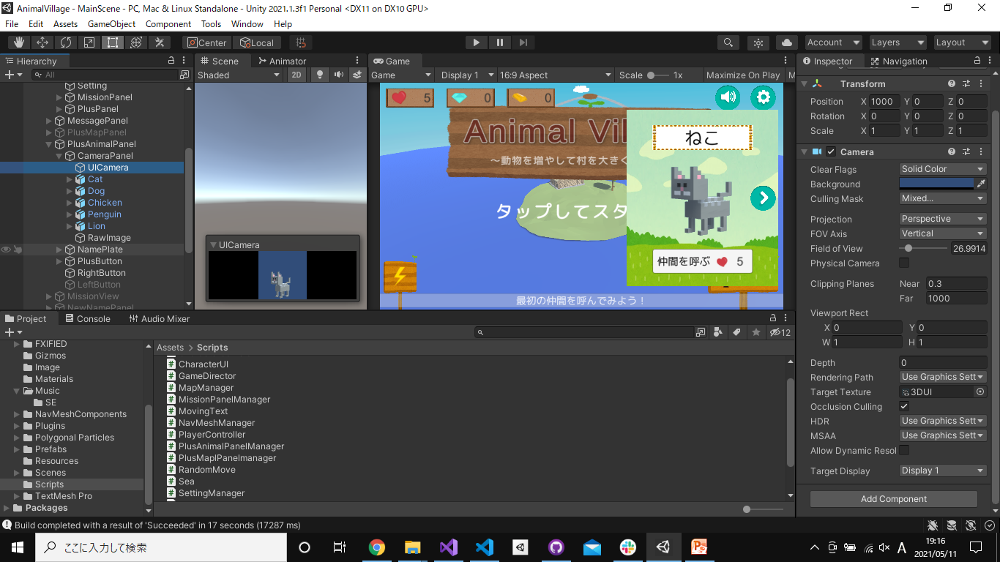 AnimalVillage - MainScene - PC, Mac & Linux Standalone - Unity 2021.1.3f1 Personal <DX11 on DX10 GPU>
File Edit Assets GameObject Component Tools Window Help
Center Local Account Layers Layout
Hierarchy
All
Setting
MissionPanel
PlusPanel
MessagePanel
PlusMapPanel
PlusAnimalPanel
CameraPanel
UICamera
Cat
Dog
Chicken
Penguin
Lion
RawImage
NamePlate
PlusButton
RightButton
LeftButton
MissionView
NewNamePanel
Scene Animator
Shaded 2D
UICamera
Game
Game Display 1 16:9 Aspect Scale 1x Maximize On Play M
5 0 0
Animal Vil
〜動物を増やして村を大きく
タップしてスタ
ねこ
仲間を呼ぶ 5
最初の仲間を呼んでみよう！
Inspector Navigation
Transform
Position X 1000 Y 0 Z 0
Rotation X 0 Y 0 Z 0
Scale X 1 Y 1 Z 1
Camera
Clear Flags Solid Color
Background
Culling Mask Mixed...
Projection Perspective
FOV Axis Vertical
Field of View 26.9914
Physical Camera
Clipping Planes Near 0.3
Far 1000
Viewport Rect
X 0 Y 0
W 1 H 1
Depth 0
Rendering Path Use Graphics Sett
Target Texture 3DUI
Occlusion Culling
HDR Use Graphics Sett
MSAA Use Graphics Sett
Allow Dynamic Resol
Target Display Display 1
Add Component
Project Console Audio Mixer
12
FXIFIED
Gizmos
Image
Materials
Music
SE
NavMeshComponents
Plugins
Polygonal Particles
Prefabs
Resources
Scenes
Scripts
TextMesh Pro
Packages
Assets > Scripts
CharacterUI
GameDirector
MapManager
MissionPanelManager
MovingText
NavMeshManager
PlayerController
PlusAnimalPanelManager
PlusMaplPanelmanager
RandomMove
Sea
SettingManager
Build completed with a result of 'Succeeded' in 17 seconds (17287 ms)
ここに入力して検索
A
19:16
2021/05/11